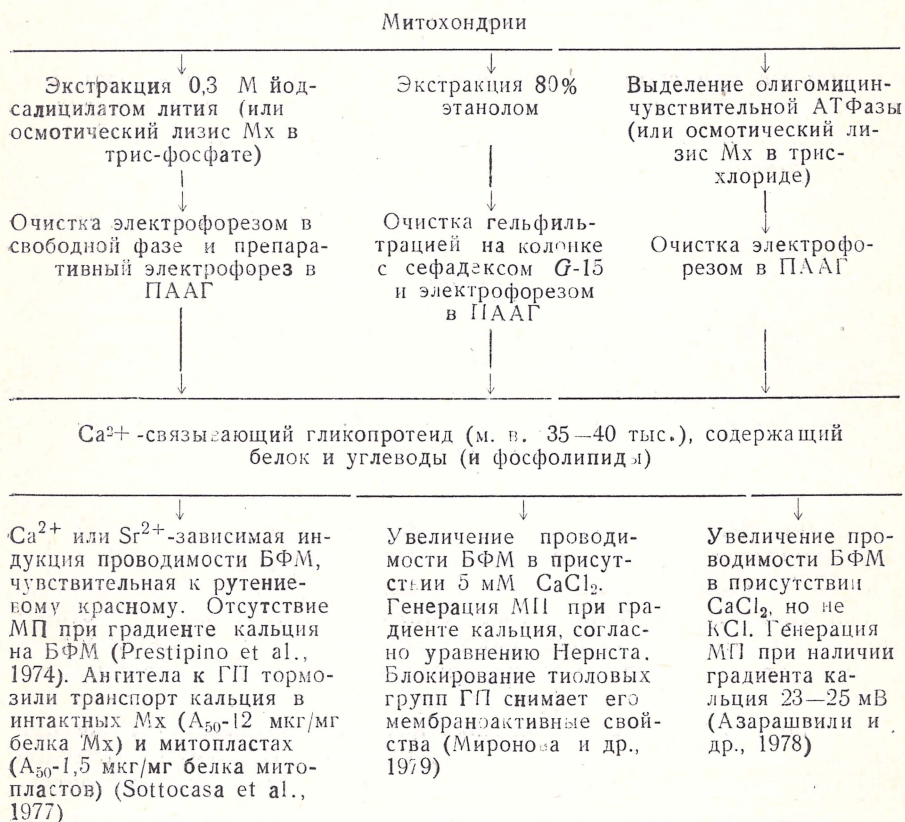 Митохондрии
Экстракция 0,3 М йод-
салицилатом лития (или
осмотический лизис Мх в
трис-фосфате)
Очистка электрофорезом в
свободной фазе и препара-
тивный электрофорез в
ПААГ
Экстракция 80%
этанолом
Очистка гельфиль-
трацией на колонке
с сефадексом G-15
и электрофорезом
в ПААГ
Выделение олигомицин-
чувствительной АТФазы
(или осмотический ли-
зис Мх в трис-
хлориде)
Очистка электрофо-
резом в ПААГ
Ca²⁺ -связывающий гликопротеид (м. в. 35—40 тыс.), содержащий
белок и углеводы (и фосфолипиды)
Ca²⁺ или Sr²⁺-зависимая ин-
дукция проводимости БФМ,
чувствительная к рутение-
вому красному. Отсутствие
МП при градиенте кальция
на БФМ (Prestipino et al.,
1974). Антитела к ГП тормо-
зили транспорт кальция в
интактных Мх (А₅₀-12 мкг/мг
белка Мх) и митопластах
(А₅₀-1,5 мкг/мг белка мито-
пластов) (Sottocasa et al.,
1977)
Увеличение проводи-
мости БФМ в присут-
ствии 5 мМ CaCl₂.
Генерация МП при гра-
диенте кальция, соглас-
но уравнению Нернста.
Блокирование тиоловых
групп ГП снимает его
мембраноактивные свой-
ства (Миронова и др.,
1979)
Увеличение про-
водимости БФМ
в присутствии
CaCl₂, но не
KCl. Генерация
МП при наличии
градиента ка-
льция 23—25 мВ
(Азарашвили и
др., 1978)